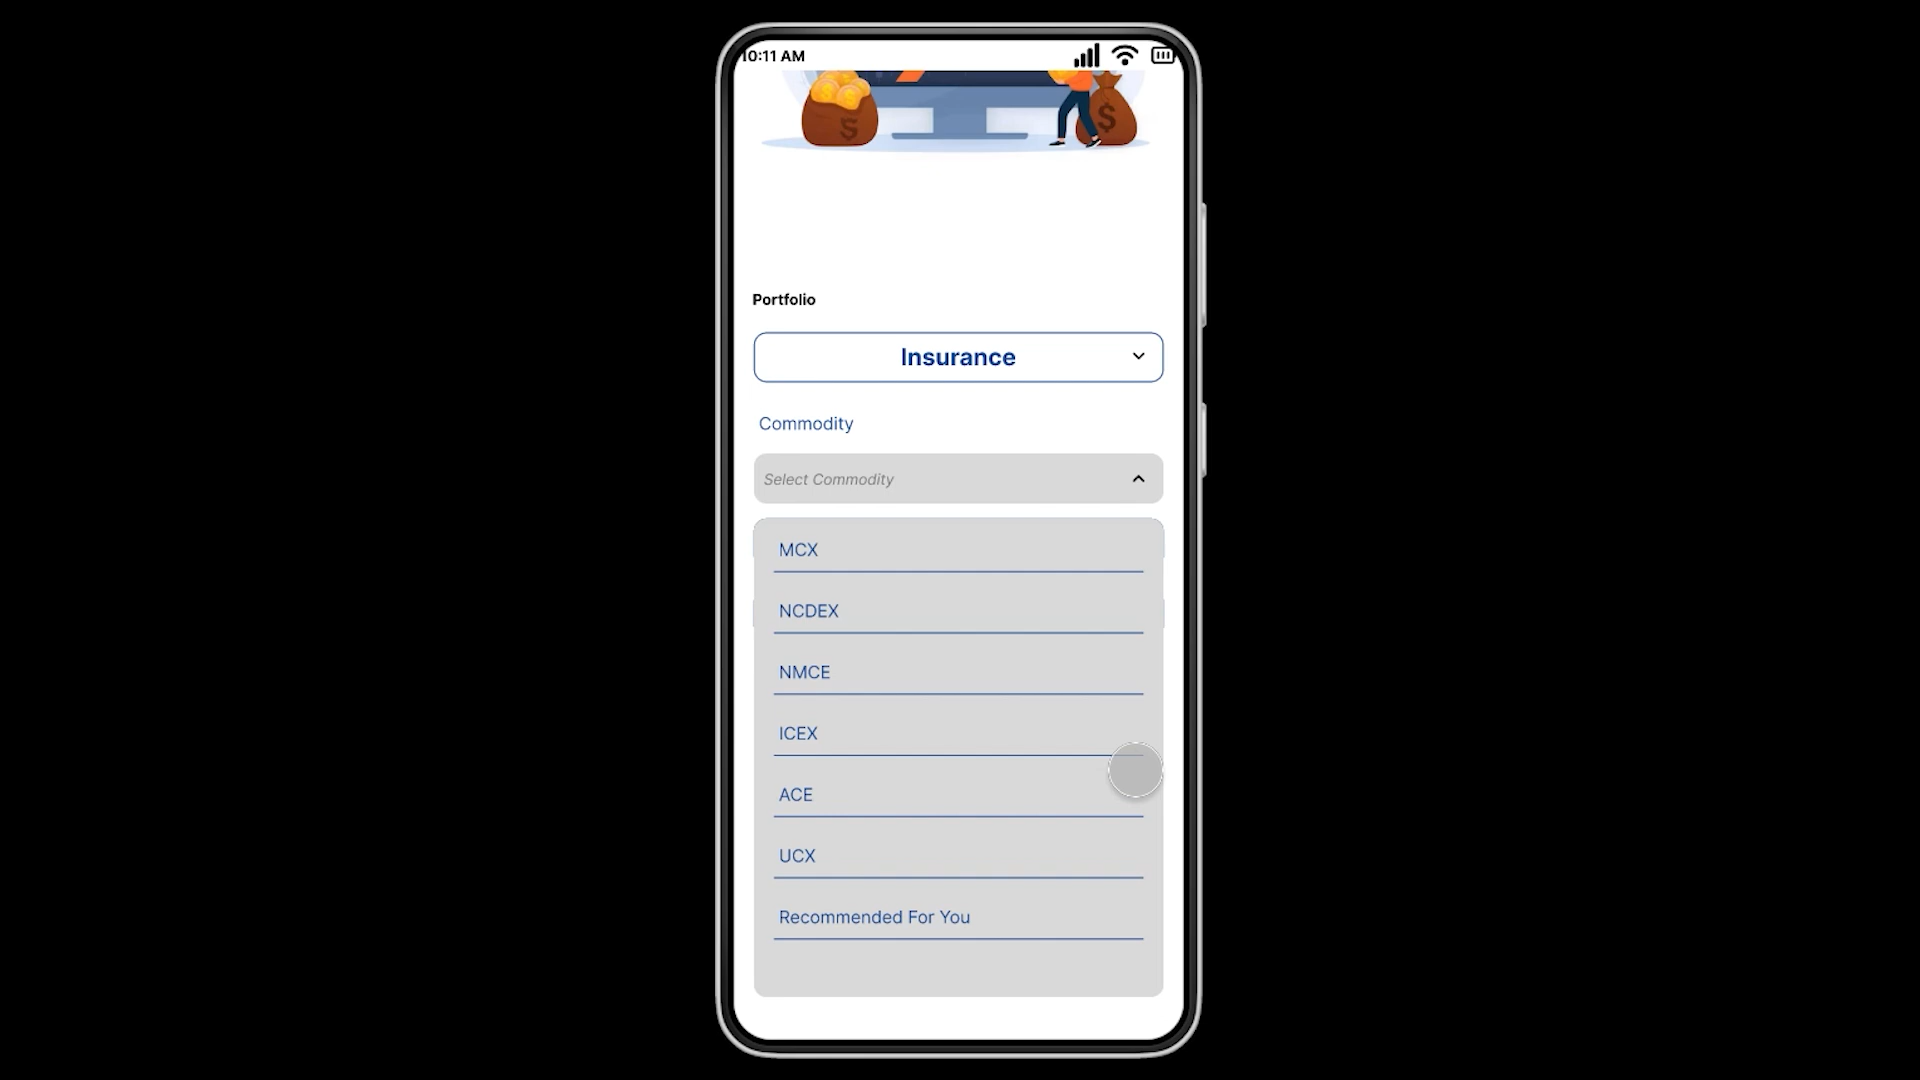 10:11 AM
$
$
Portfolio
Insurance
Commodity
Select Commodity
MCX
NCDEX
NMCE
ICEX
ACE
UCX
Recommended For You